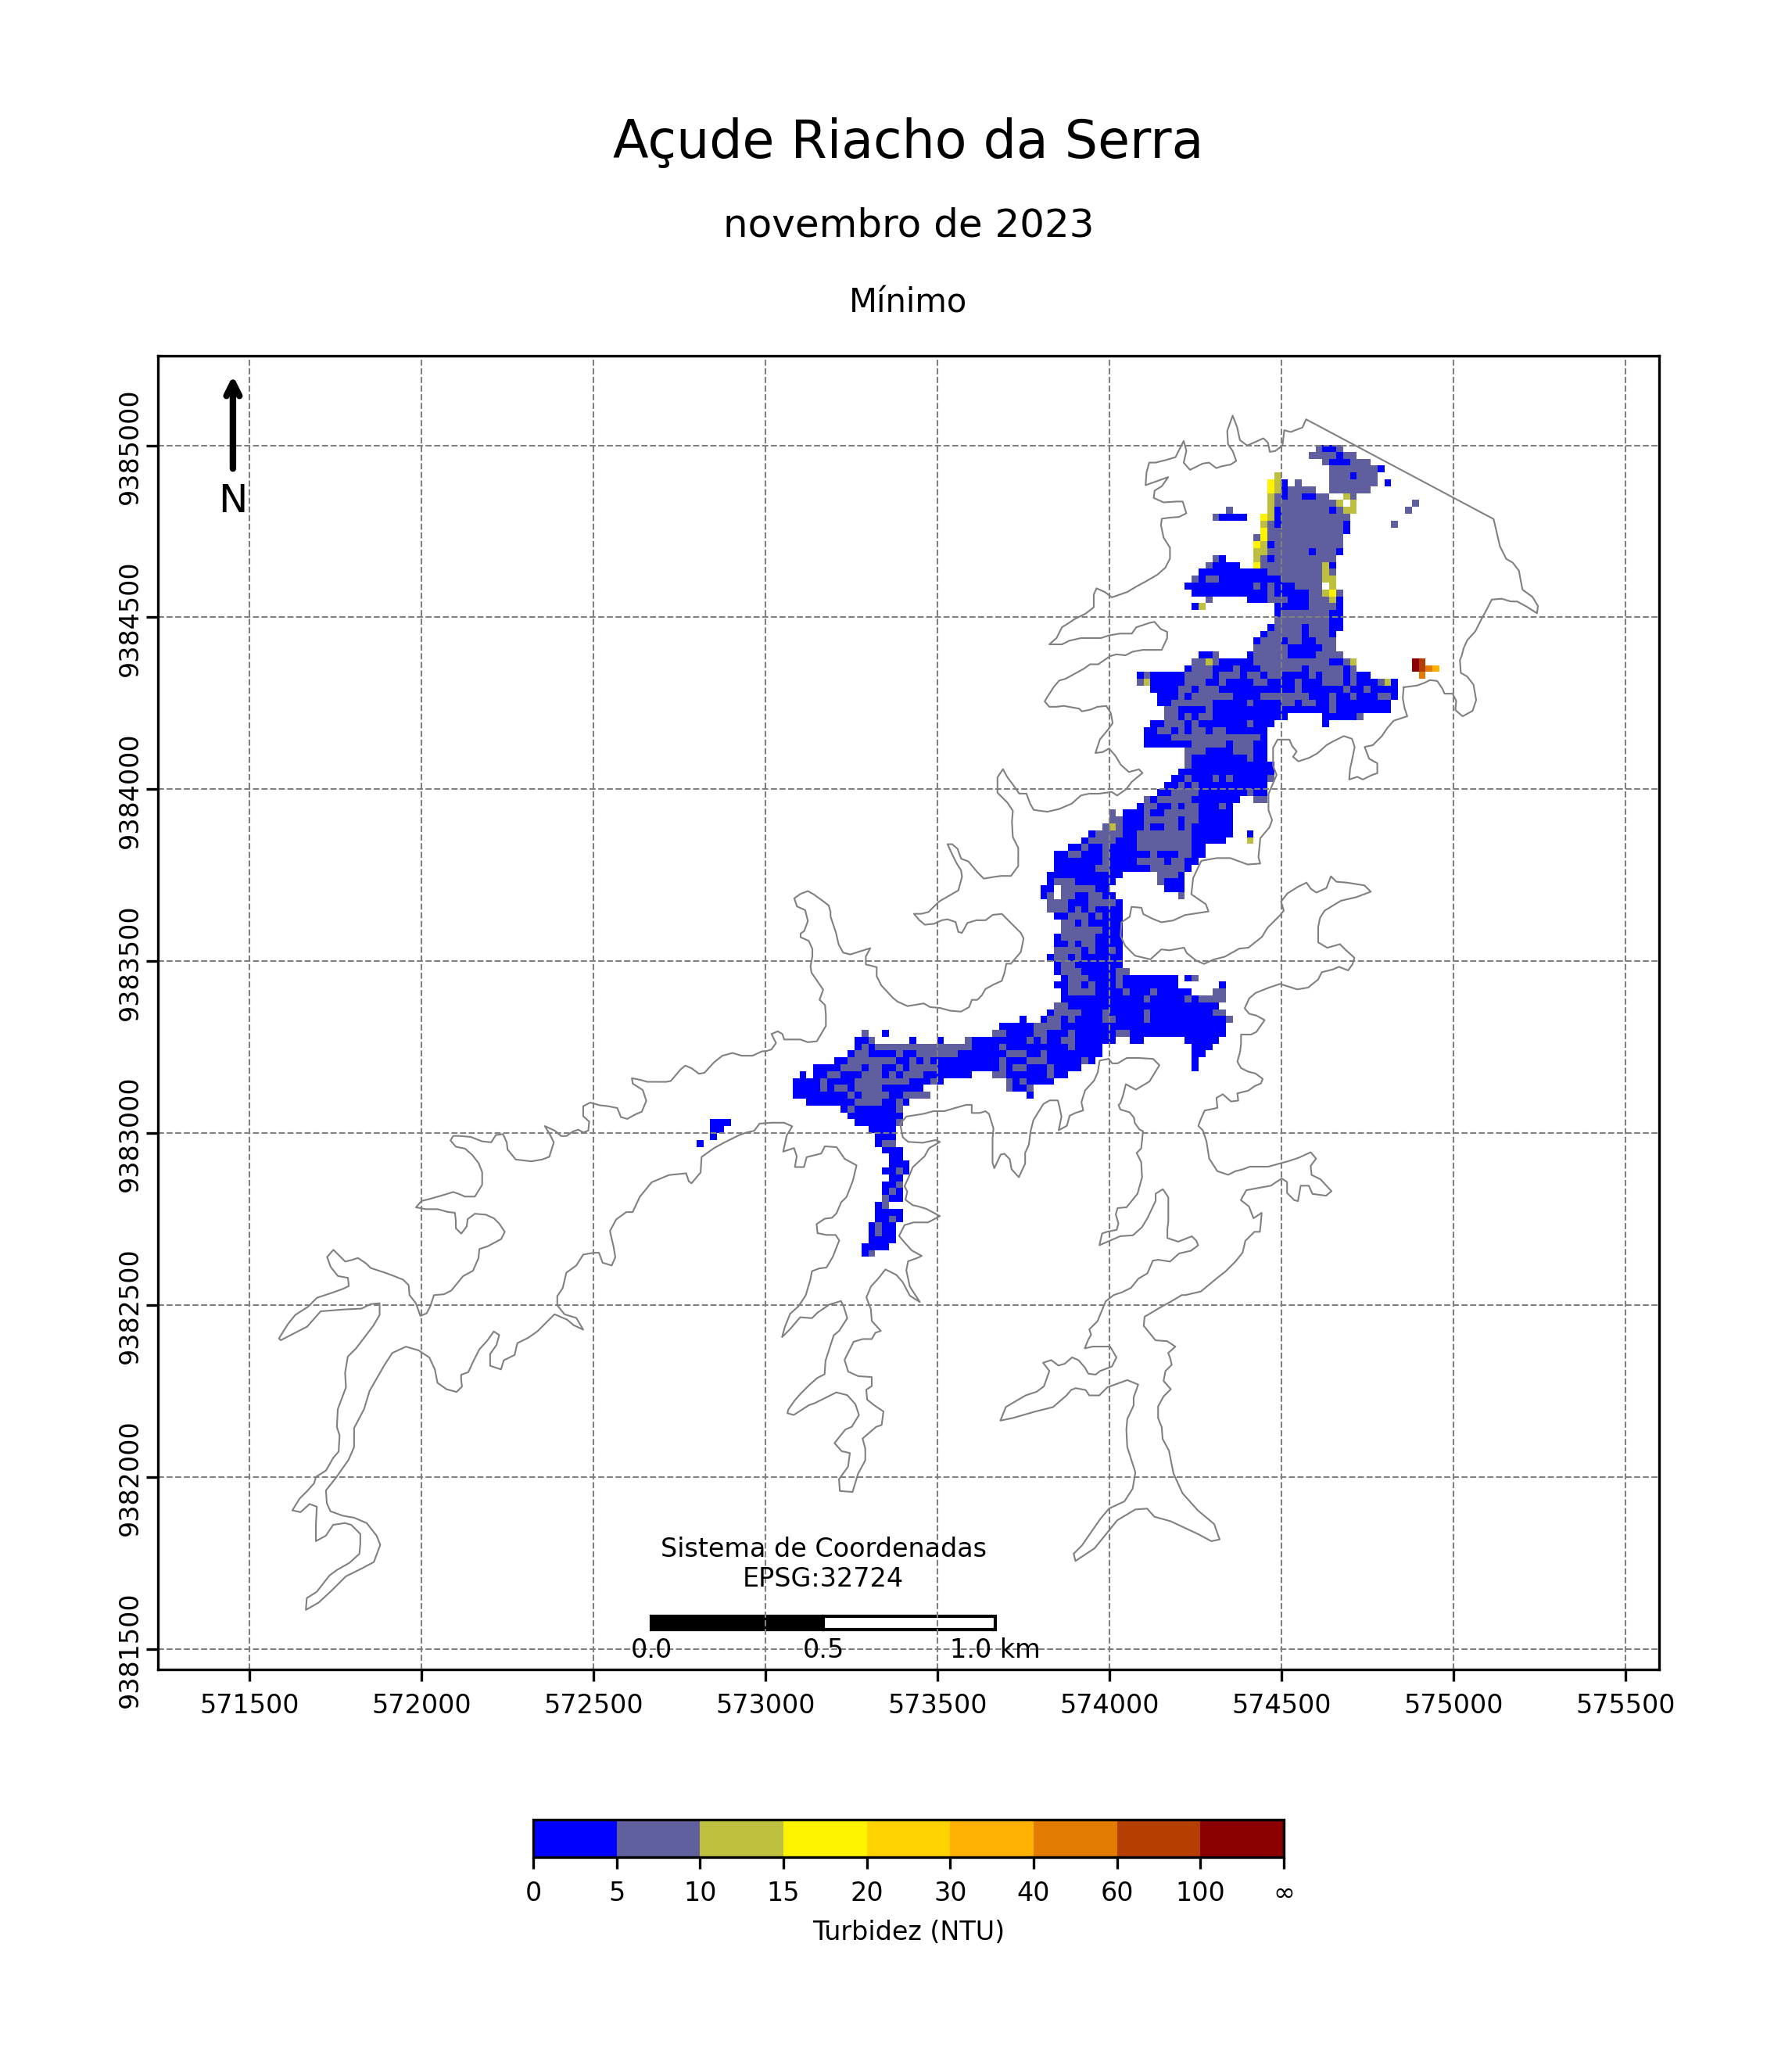 Açude Riacho da Serra
novembro de 2023
Mínimo
N
9385000
9384500
9384000
9383500
9383000
9382500
9382000
9381500
Sistema de Coordenadas
EPSG:32724
0.0 0.5 1.0 km
571500 572000 572500 573000 573500 574000 574500 575000 575500
0 5 10 15 20 30 40 60 100 ∞
Turbidez (NTU)